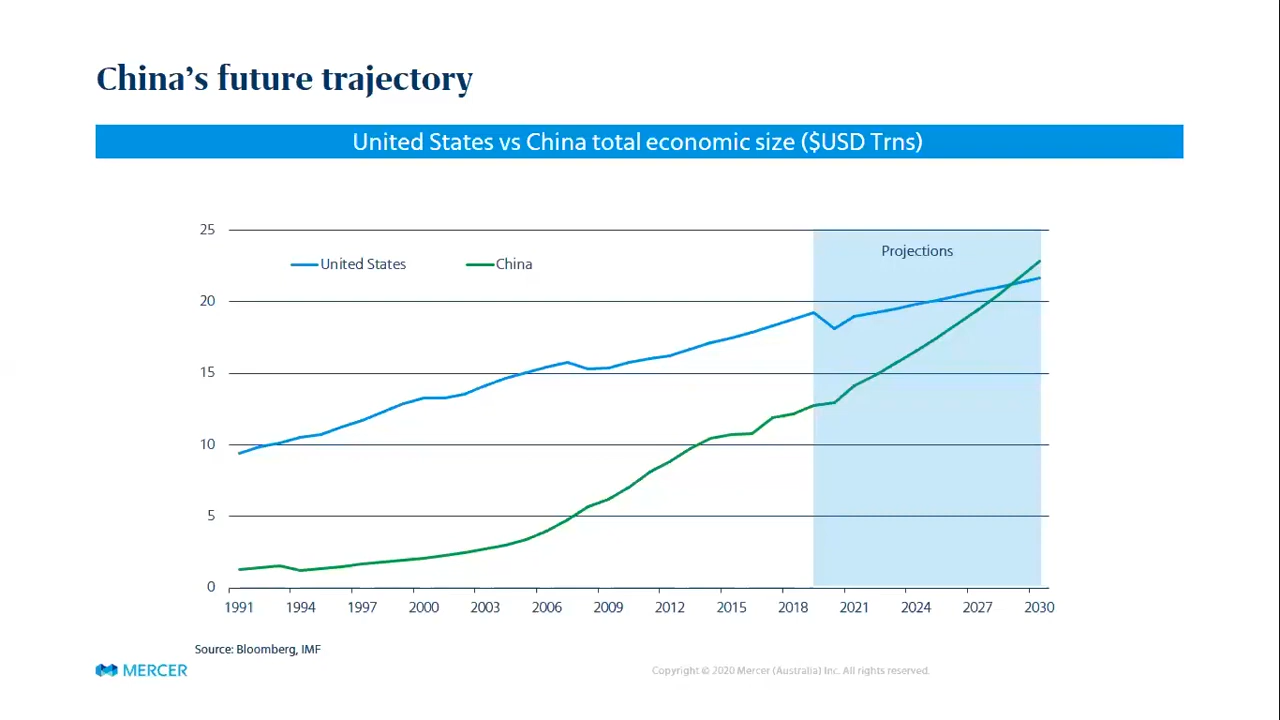 China’s future trajectory
United States vs China total economic size ($USD Trns)
25
20
15
10
5
0
United States
China
Projections
1991 1994 1997 2000 2003 2006 2009 2012 2015 2018 2021 2024 2027 2030
Source: Bloomberg, IMF
MERCER
Copyright © 2020 Mercer (Australia) Inc. All rights reserved.